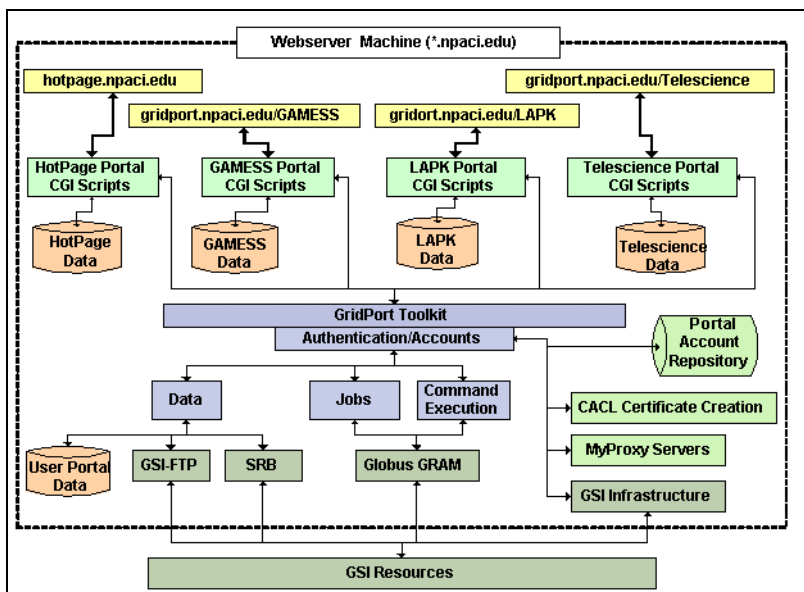 Webserver Machine (*.npaci.edu)
hotpage.npaci.edu
gridport.npaci.edu/Telescience
gridport.npaci.edu/GAMESS
gridort.npaci.edu/LAPK
HotPage Portal
CGI Scripts
GAMESS Portal
CGI Scripts
LAPK Portal
CGI Scripts
Telescience Portal
CGI Scripts
HotPage
Data
GAMESS
Data
LAPK
Data
Telescience
Data
GridPort Toolkit
Authentication/Accounts
Portal
Account
Repository
Data
Jobs
Command
Execution
CACL Certificate Creation
User Portal
Data
GSI-FTP
SRB
Globus GRAM
MyProxy Servers
GSI Infrastructure
GSI Resources